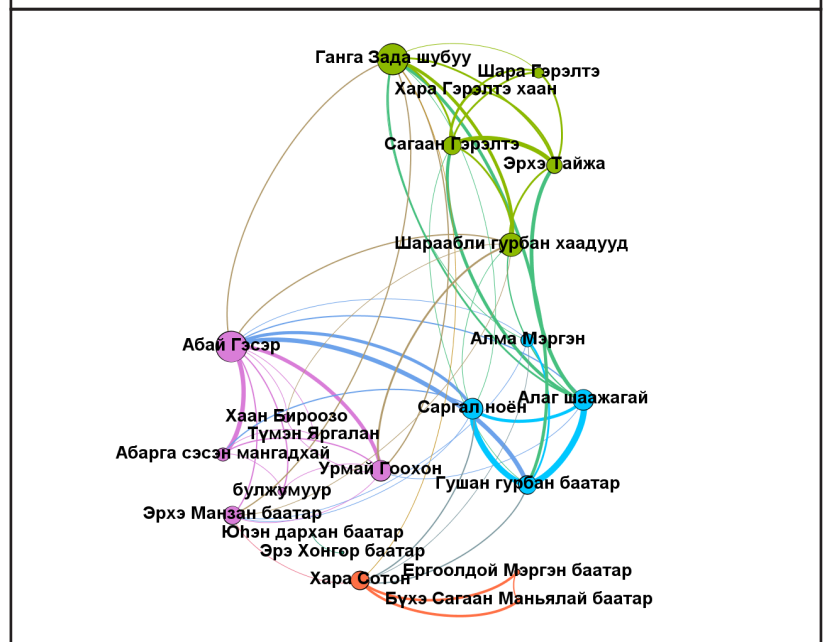 Ганга Зада шубуу
Шара Гэрэлтэ
Хара Гэрэлтэ хаан
Сагаан Гэрэлтэ
Эрхэ Тайжа
Шараабли гурбан хаадууд
Алма Мэргэн
Абай Гэсэр
Алаг шаажагай
Саргал ноён
Хаан Бироозо
Түмэн Яргалан
Абарга сэсэн мангадхай
Урмай Гоохон
Гушан гурбан баатар
булжумуур
Эрхэ Манзан баатар
Юһэн дархан баатар
Эрэ Хонгор баатар
Ергоолдой Мэргэн баатар
Хара Сотон
Бүхэ Сагаан Маньялай баатар